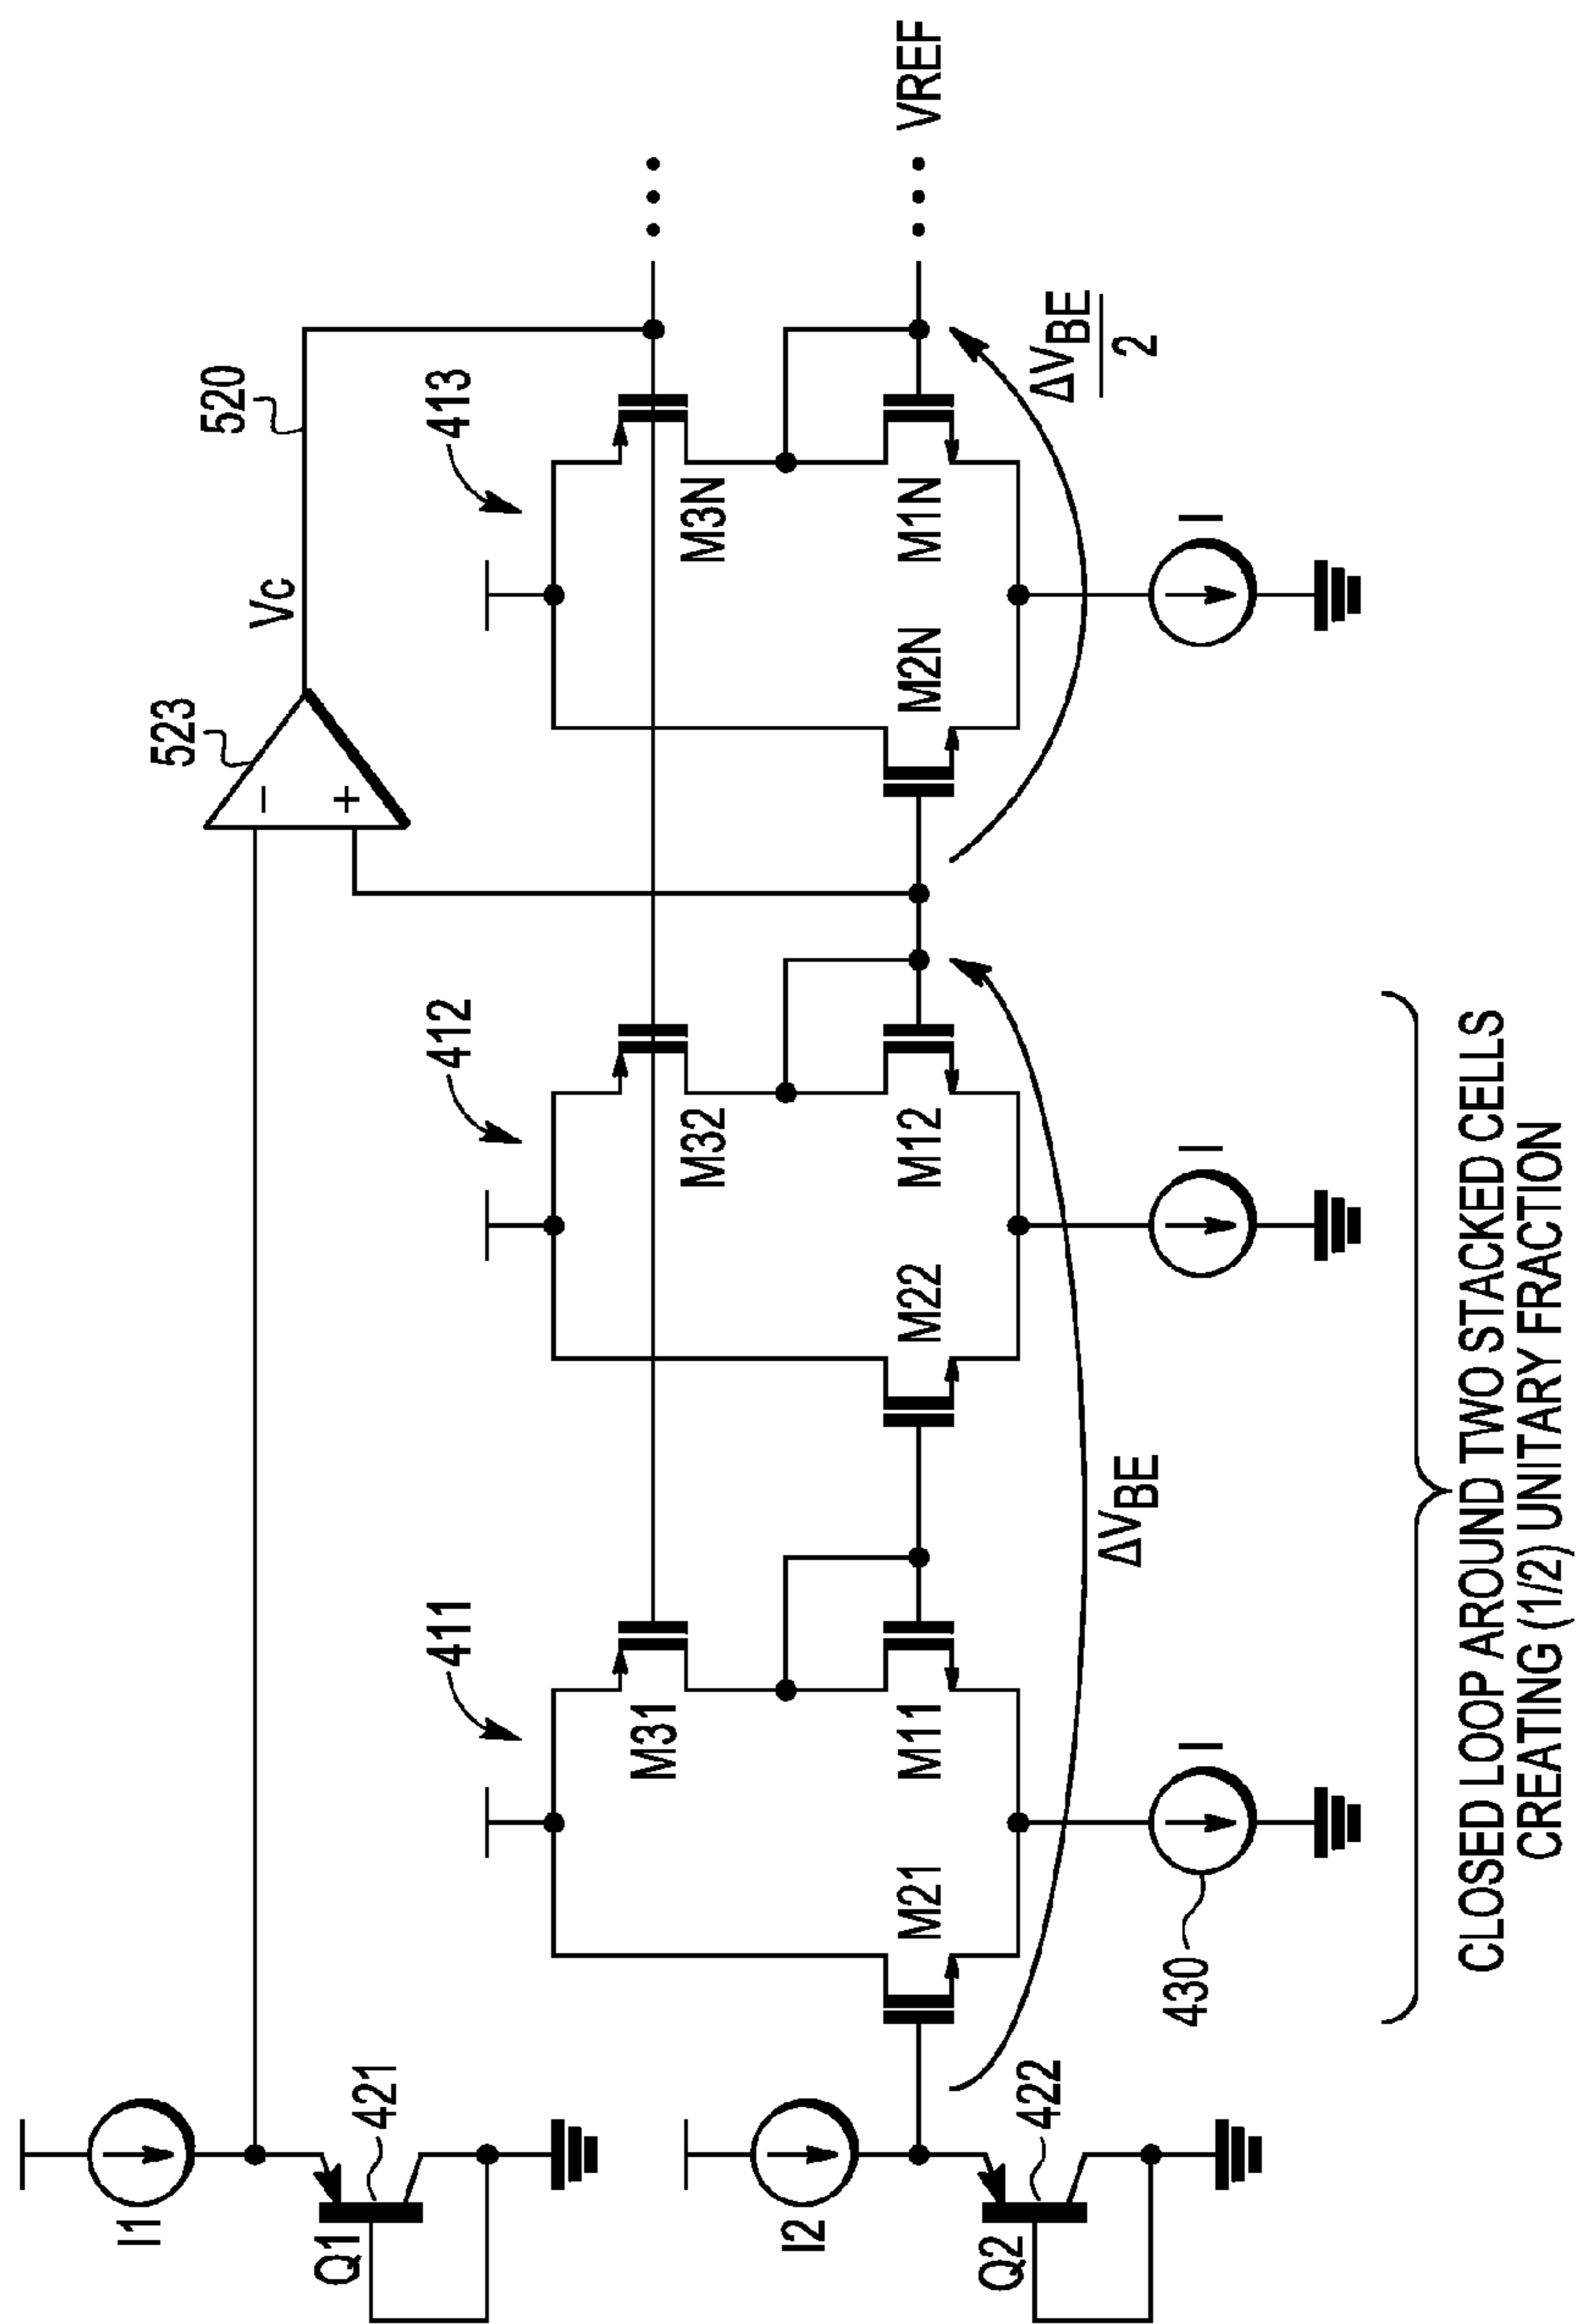 520
523
Vc
−
+
I1
Q1
421
I2
Q2
422
411
412
413
M31
M32
M3N
M21
M11
M22
M12
M2N
M1N
VREF
430
I
I
I
ΔVBE
ΔVBE
2
CLOSED LOOP AROUND TWO STACKED CELLS
CREATING (1/2) UNITARY FRACTION